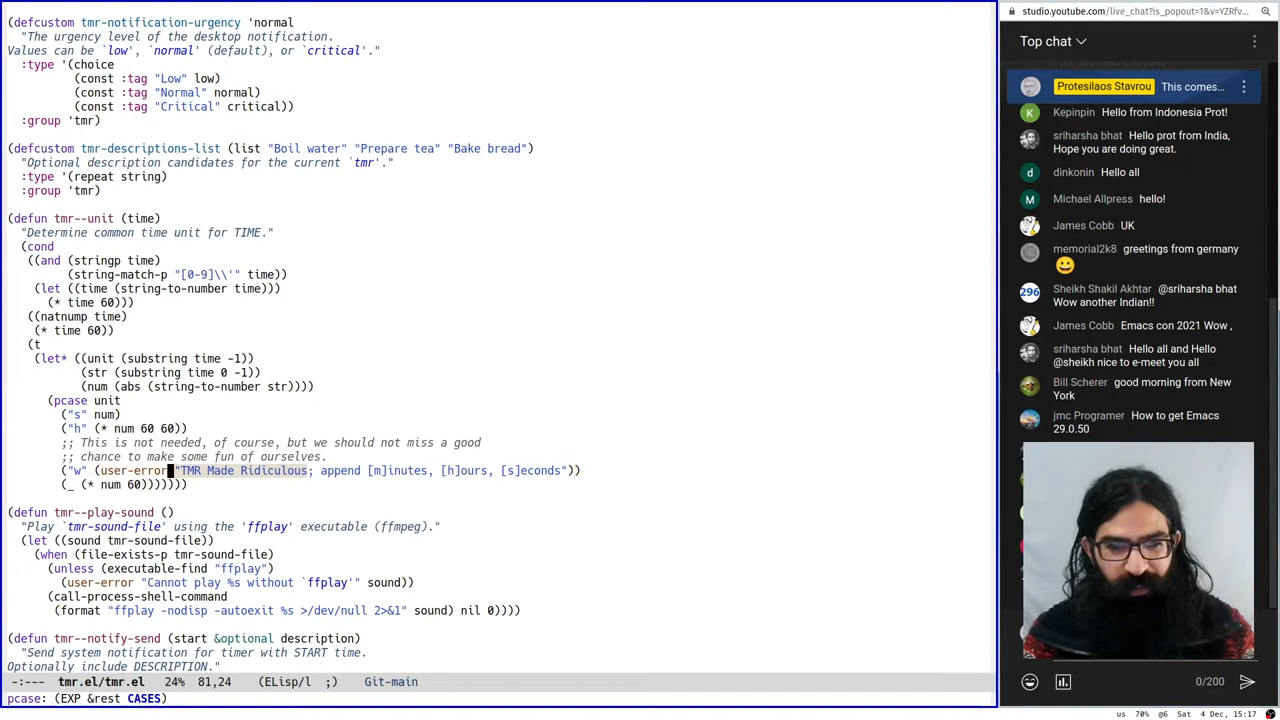 (defcustom tmr-notification-urgency 'normal
"The urgency level of the desktop notification.
Values can be `low', `normal' (default), or `critical'."
:type '(choice
(const :tag "Low" low)
(const :tag "Normal" normal)
(const :tag "Critical" critical))
:group 'tmr)
(defcustom tmr-descriptions-list (list "Boil water" "Prepare tea" "Bake bread")
"Optional description candidates for the current `tmr'."
:type '(repeat string)
:group 'tmr)
(defun tmr--unit (time)
"Determine common time unit for TIME."
(cond
((and (stringp time)
(string-match-p "[0-9]\\'" time))
(let ((time (string-to-number time)))
(* time 60)))
((natnump time)
(* time 60))
(t
(let* ((unit (substring time -1))
(str (substring time 0 -1))
(num (abs (string-to-number str))))
(pcase unit
("s" num)
("h" (* num 60 60))
;; This is not needed, of course, but we should not miss a good
;; chance to make some fun of ourselves.
("w" (user-error "TMR Made Ridiculous; append [m]inutes, [h]ours, [s]econds"))
(_ (* num 60)))))))
(defun tmr--play-sound ()
"Play `tmr-sound-file' using the 'ffplay' executable (ffmpeg)."
(let ((sound tmr-sound-file))
(when (file-exists-p tmr-sound-file)
(unless (executable-find "ffplay")
(user-error "Cannot play %s without `ffplay'" sound))
(call-process-shell-command
(format "ffplay -nodisp -autoexit %s >/dev/null 2>&1" sound) nil 0))))
(defun tmr--notify-send (start &optional description)
"Send system notification for timer with START time.
Optionally include DESCRIPTION."
-:--- tmr.el/tmr.el 24% 81,24 (ELisp/l ;) Git-main
pcase: (EXP &rest CASES)
studio.youtube.com/live_chat?is_popout=1&v=YZRfv...
Top chat
Protesilaos Stavrou This comes...
K Kepinpin Hello from Indonesia Prot!
sriharsha bhat Hello prot from India,
Hope you are doing great.
d dinkonin Hello all
M Michael Allpress hello!
James Cobb UK
memorial2k8 greetings from germany
296 Sheikh Shakil Akhtar @sriharsha bhat
Wow another Indian!!
James Cobb Emacs con 2021 Wow ,
sriharsha bhat Hello all and Hello
@sheikh nice to e-meet you all
Bill Scherer good morning from New
York
jmc Programer How to get Emacs
29.0.50
0/200
us 70% @6 Sat 4 Dec, 15:17